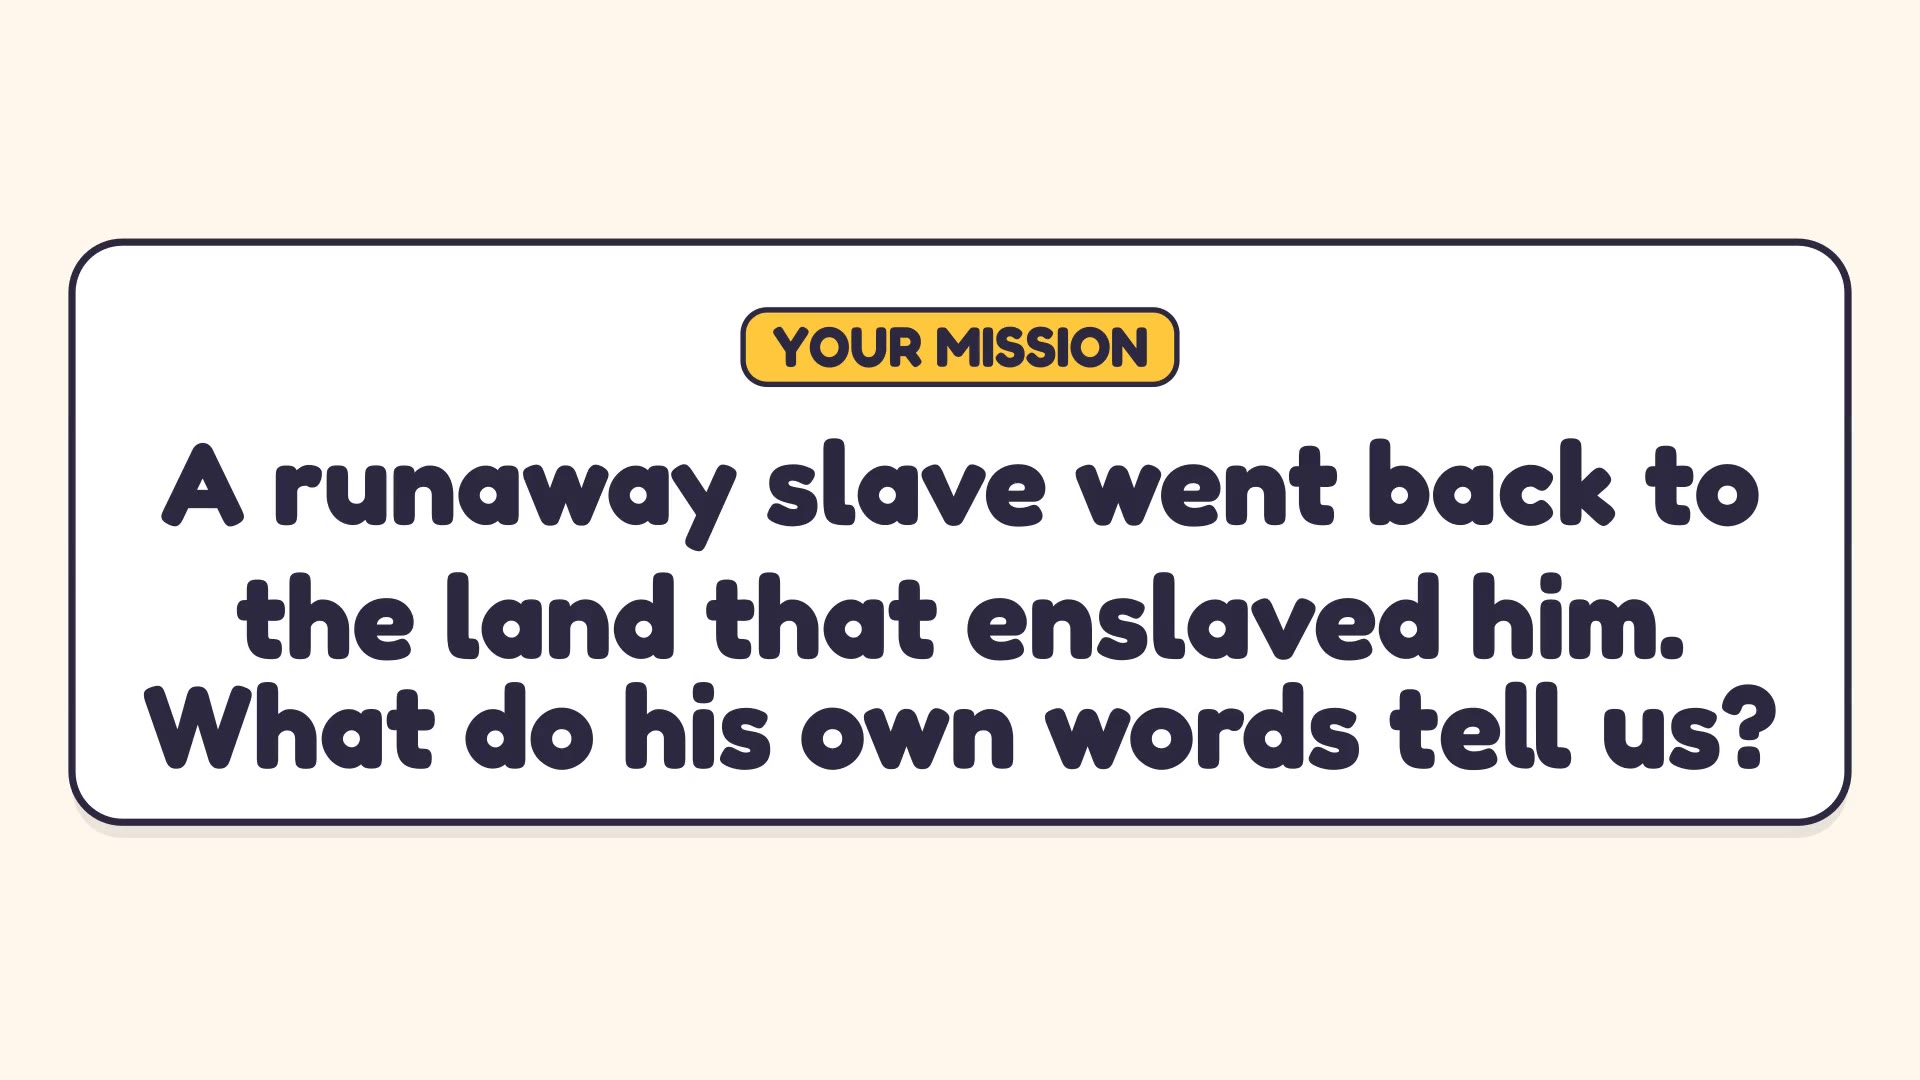 YOUR MISSION
A runaway slave went back to
the land that enslaved him.
What do his own words tell us?